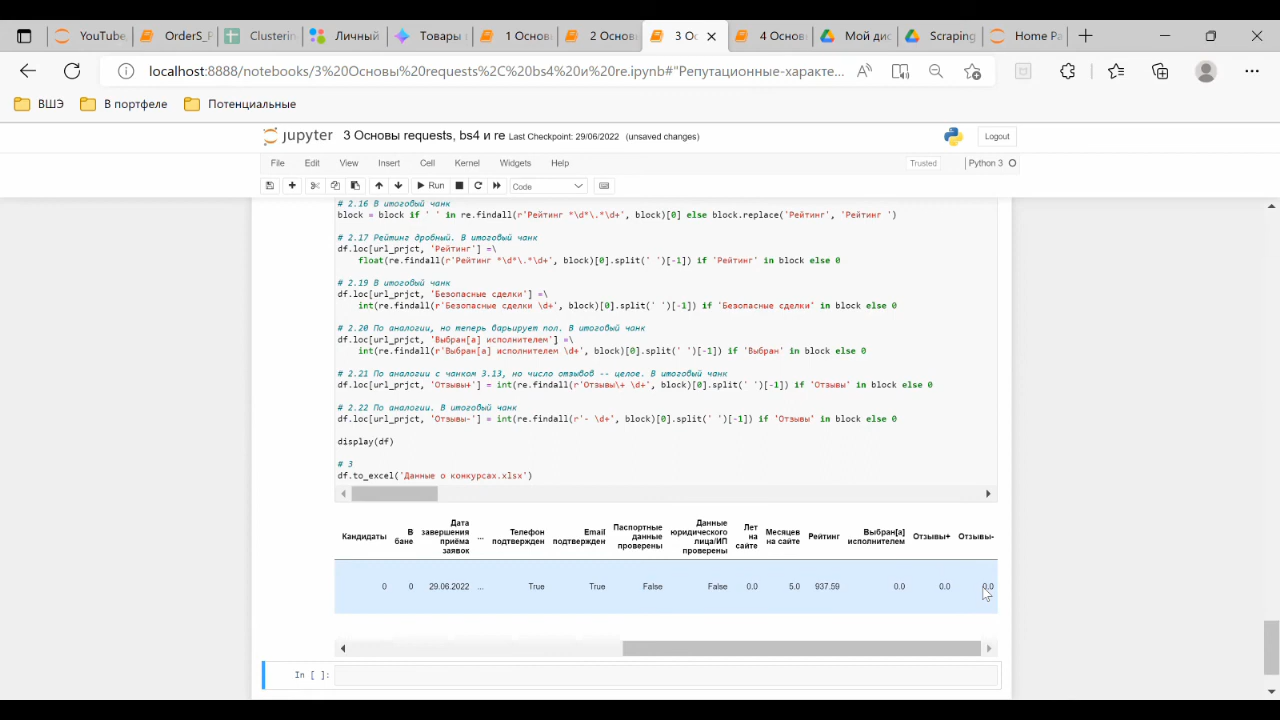 YouTube
OrderS_P
Clusterin
Личный
Товары
1 Основ
2 Основ
3 Ос
4 Основ
Мой дис
Scraping
Home Pa
localhost:8888/notebooks/3%20Основы%20requests%2C%20bs4%20и%20re.ipynb#"Репутационные-характе...
ВШЭ
В портфеле
Потенциальные
jupyter 3 Основы requests, bs4 и re Last Checkpoint: 29/06/2022 (unsaved changes)
Logout
File Edit View Insert Cell Kernel Widgets Help
Trusted
Python 3
Run
Code
# 2.16 В итоговый чанк
block = block if ' ' in re.findall(r'Рейтинг *\d*\.*\d+', block)[0] else block.replace('Рейтинг', 'Рейтинг ')
# 2.17 Рейтинг дробный. В итоговый чанк
df.loc[url_prjct, 'Рейтинг'] =\
float(re.findall(r'Рейтинг *\d*\.*\d+', block)[0].split(' ')[-1]) if 'Рейтинг' in block else 0
# 2.19 В итоговый чанк
df.loc[url_prjct, 'Безопасные сделки'] =\
int(re.findall(r'Безопасные сделки \d+', block)[0].split(' ')[-1]) if 'Безопасные сделки' in block else 0
# 2.20 По аналогии, но теперь варьирует пол. В итоговый чанк
df.loc[url_prjct, 'Выбран[а] исполнителем'] =\
int(re.findall(r'Выбран[а] исполнителем \d+', block)[0].split(' ')[-1]) if 'Выбран' in block else 0
# 2.21 По аналогии с чанком 3.13, но число отзывов -- целое. В итоговый чанк
df.loc[url_prjct, 'Отзывы+'] = int(re.findall(r'Отзывы\+ \d+', block)[0].split(' ')[-1]) if 'Отзывы' in block else 0
# 2.22 По аналогии. В итоговый чанк
df.loc[url_prjct, 'Отзывы-'] = int(re.findall(r'- \d+', block)[0].split(' ')[-1]) if 'Отзывы' in block else 0
display(df)
# 3
df.to_excel('Данные о конкурсах.xlsx')
Кандидаты
В
бане
Дата
завершения
приёма
заявок
...
Телефон
подтвержден
Email
подтвержден
Паспортные
данные
проверены
Данные
юридического
лица/ИП
проверены
Лет
на
сайте
Месяцев
на сайте
Рейтинг
Выбран[а]
исполнителем
Отзывы+
Отзывы-
0 0 29.06.2022 ... True True False False 0.0 5.0 937.59 0.0 0.0 0.0
In [ ]: